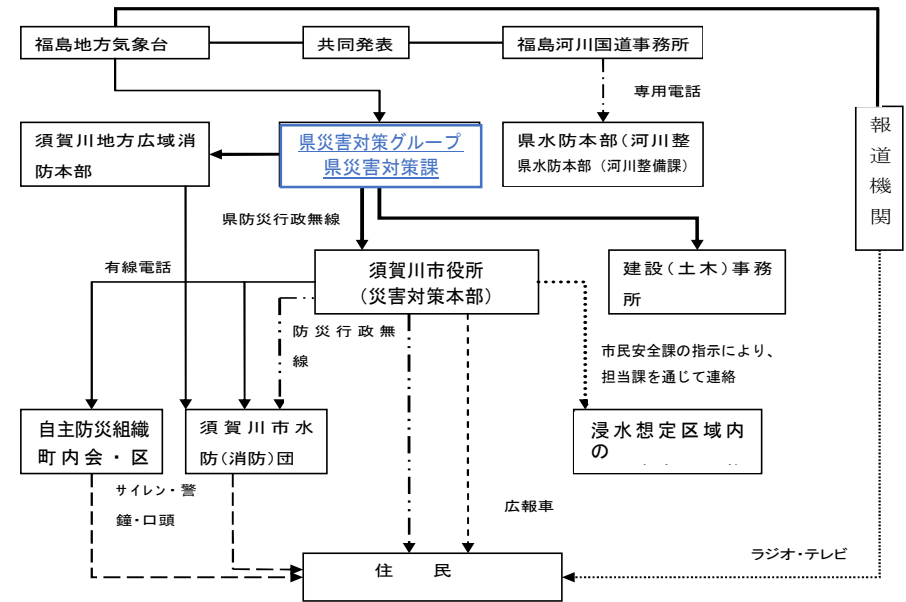 福島地方気象台
共同発表
福島河川国道事務所
専用電話
須賀川地方広域消
防本部
県災害対策グループ
県災害対策課
県水防本部(河川整
県水防本部(河川整備課)
報道機関
県防災行政無線
有線電話
須賀川市役所
(災害対策本部)
建設(土木)事務
所
防災行政無
線
市民安全課の指示により、
担当課を通じて連絡
自主防災組織
町内会・区
須賀川市水
防(消防)団
浸水想定区域内
の
サイレン・警
鐘・口頭
広報車
ラジオ・テレビ
住民